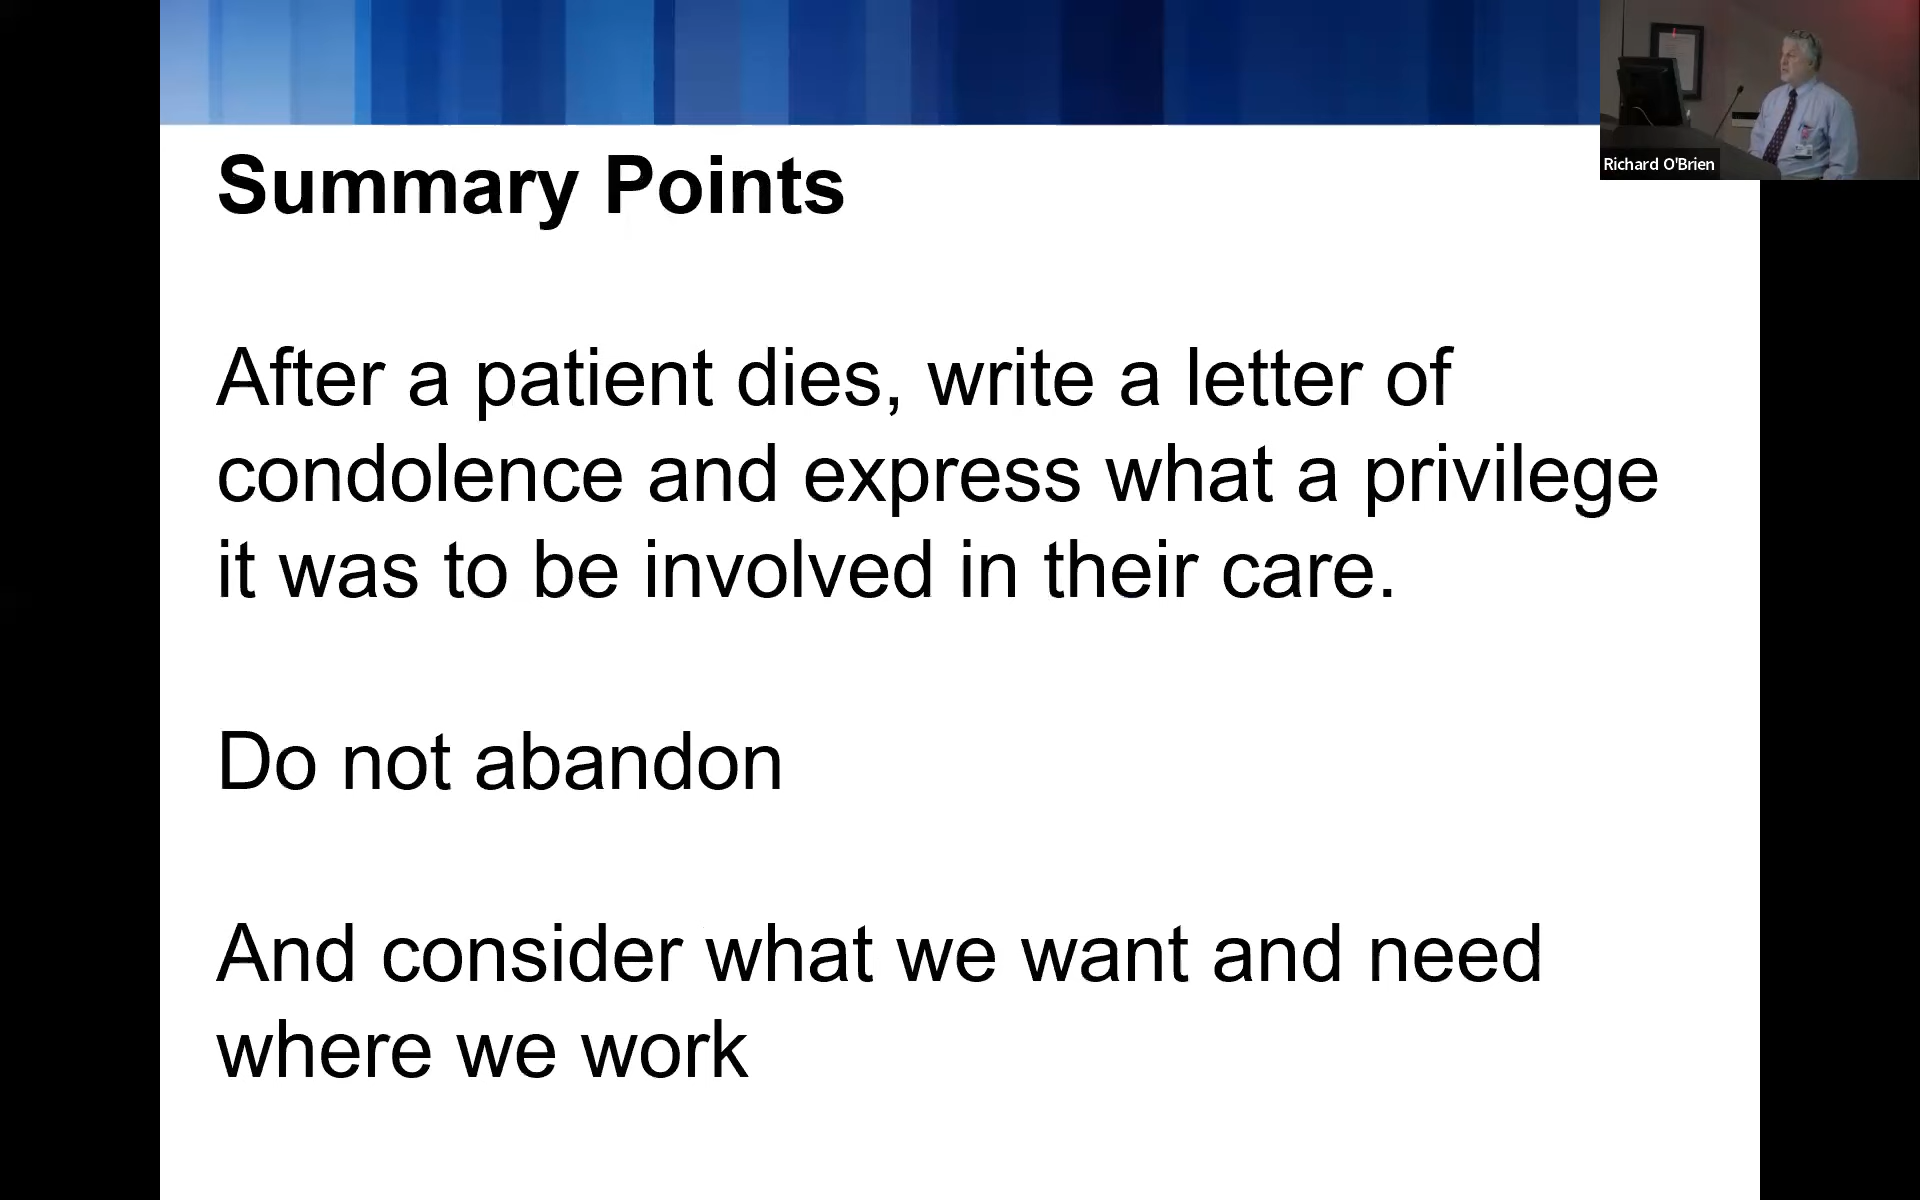 Summary Points
After a patient dies, write a letter of
condolence and express what a privilege
it was to be involved in their care.
Do not abandon
And consider what we want and need
where we work
Richard O'Brien